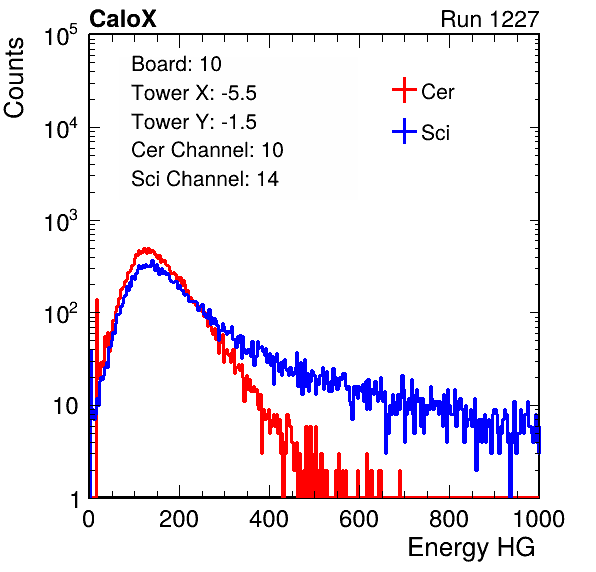 CaloX Run 1227
Counts
Board: 10
Tower X: -5.5
Tower Y: -1.5
Cer Channel: 10
Sci Channel: 14
Cer
Sci
10^5
10^4
10^3
10^2
10
1
0 200 400 600 800 1000
Energy HG